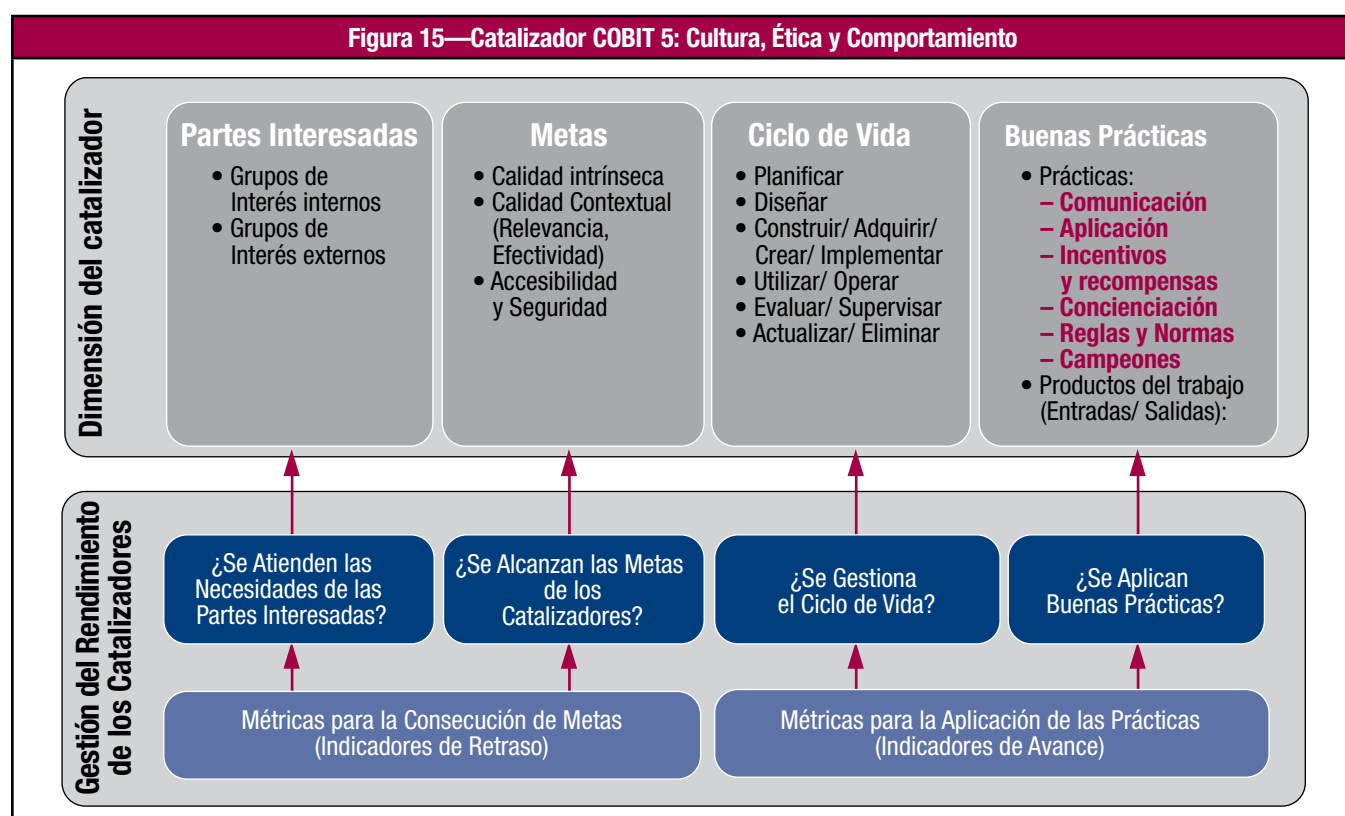 Figura 15—Catalizador COBIT 5: Cultura, Ética y Comportamiento
Dimensión del catalizador
Partes Interesadas
• Grupos de
Interés internos
• Grupos de
Interés externos
Metas
• Calidad intrínseca
• Calidad Contextual
(Relevancia,
Efectividad)
• Accesibilidad
y Seguridad
Ciclo de Vida
• Planificar
• Diseñar
• Construir/ Adquirir/
Crear/ Implementar
• Utilizar/ Operar
• Evaluar/ Supervisar
• Actualizar/ Eliminar
Buenas Prácticas
• Prácticas:
– Comunicación
– Aplicación
– Incentivos
y recompensas
– Concienciación
– Reglas y Normas
– Campeones
• Productos del trabajo
(Entradas/ Salidas):
Gestión del Rendimiento
de los Catalizadores
¿Se Atienden las
Necesidades de las
Partes Interesadas?
¿Se Alcanzan las Metas
de los
Catalizadores?
¿Se Gestiona
el Ciclo de Vida?
¿Se Aplican
Buenas Prácticas?
Métricas para la Consecución de Metas
(Indicadores de Retraso)
Métricas para la Aplicación de las Prácticas
(Indicadores de Avance)